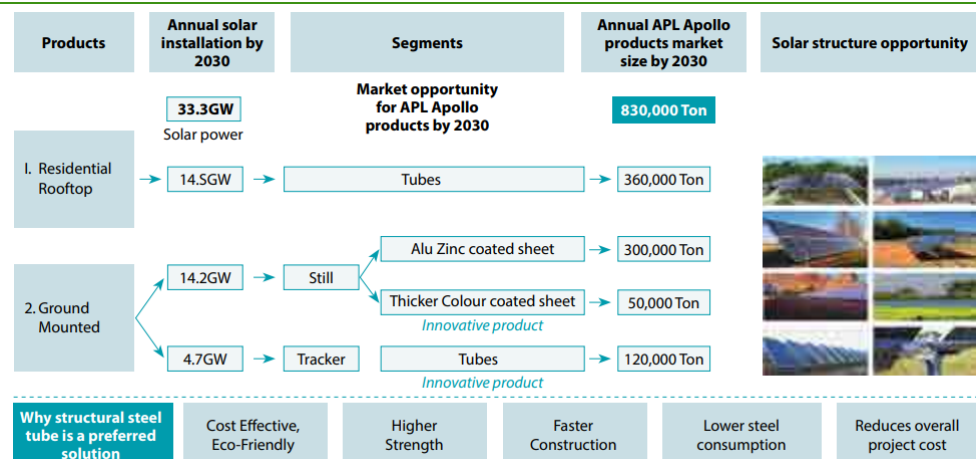 Products
Annual solar
installation by
2030
Segments
Annual APL Apollo
products market
size by 2030
Solar structure opportunity
33.3GW
Solar power
Market opportunity
for APL Apollo
products by 2030
830,000 Ton
I. Residential
Rooftop
14.SGW
Tubes
360,000 Ton
2. Ground
Mounted
14.2GW
Still
Alu Zinc coated sheet
300,000 Ton
Thicker Colour coated sheet
Innovative product
50,000 Ton
4.7GW
Tracker
Tubes
Innovative product
120,000 Ton
Why structural steel
tube is a preferred
solution
Cost Effective,
Eco-Friendly
Higher
Strength
Faster
Construction
Lower steel
consumption
Reduces overall
project cost